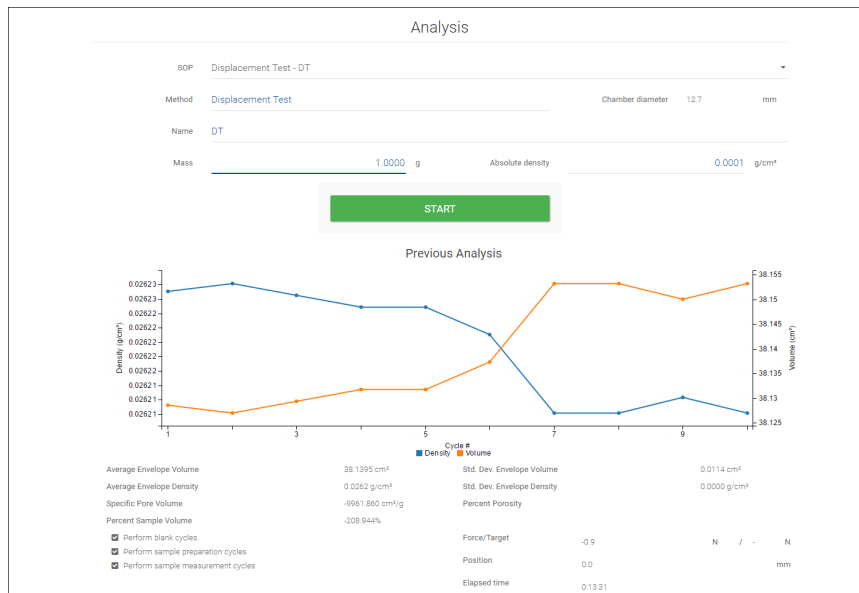 Analysis
SOP Displacement Test - DT
Method Displacement Test Chamber diameter 12.7 mm
Name DT
Mass 1.0000 g Absolute density 0.0001 g/cm³
START
Previous Analysis
0.02623 38.155
0.02623 38.15
0.02622 38.145
0.02622
0.02622 38.14
0.02622
0.02622 38.135
0.02621
0.02621 38.13
0.02621 38.125
Density (g/cm³) Volume (cm³)
1 3 5 7 9
Cycle #
Density Volume
Average Envelope Volume 38.1395 cm³ Std. Dev. Envelope Volume 0.0114 cm³
Average Envelope Density 0.0262 g/cm³ Std. Dev. Envelope Density 0.0000 g/cm³
Specific Pore Volume -9961.860 cm³/g Percent Porosity
Percent Sample Volume -208.944%
Perform blank cycles
Perform sample preparation cycles
Perform sample measurement cycles
Force/Target -0.9 N / - N
Position 0.0 mm
Elapsed time 0:13:31